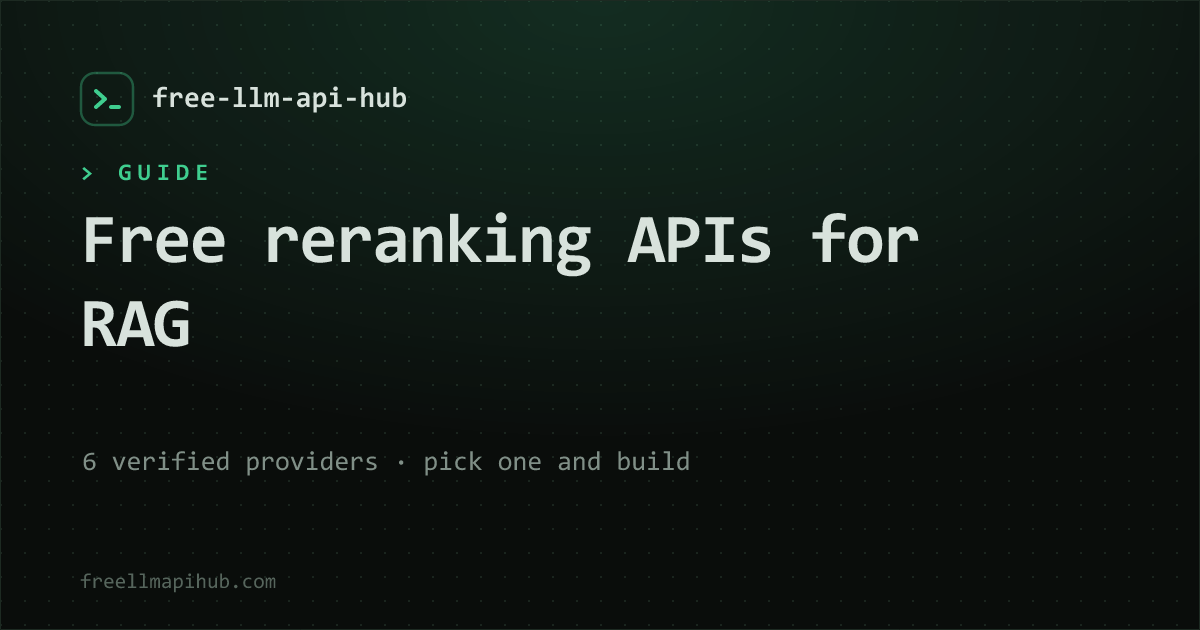 free-llm-api-hub
> GUIDE
Free reranking APIs for
RAG
6 verified providers · pick one and build
freellmapihub.com